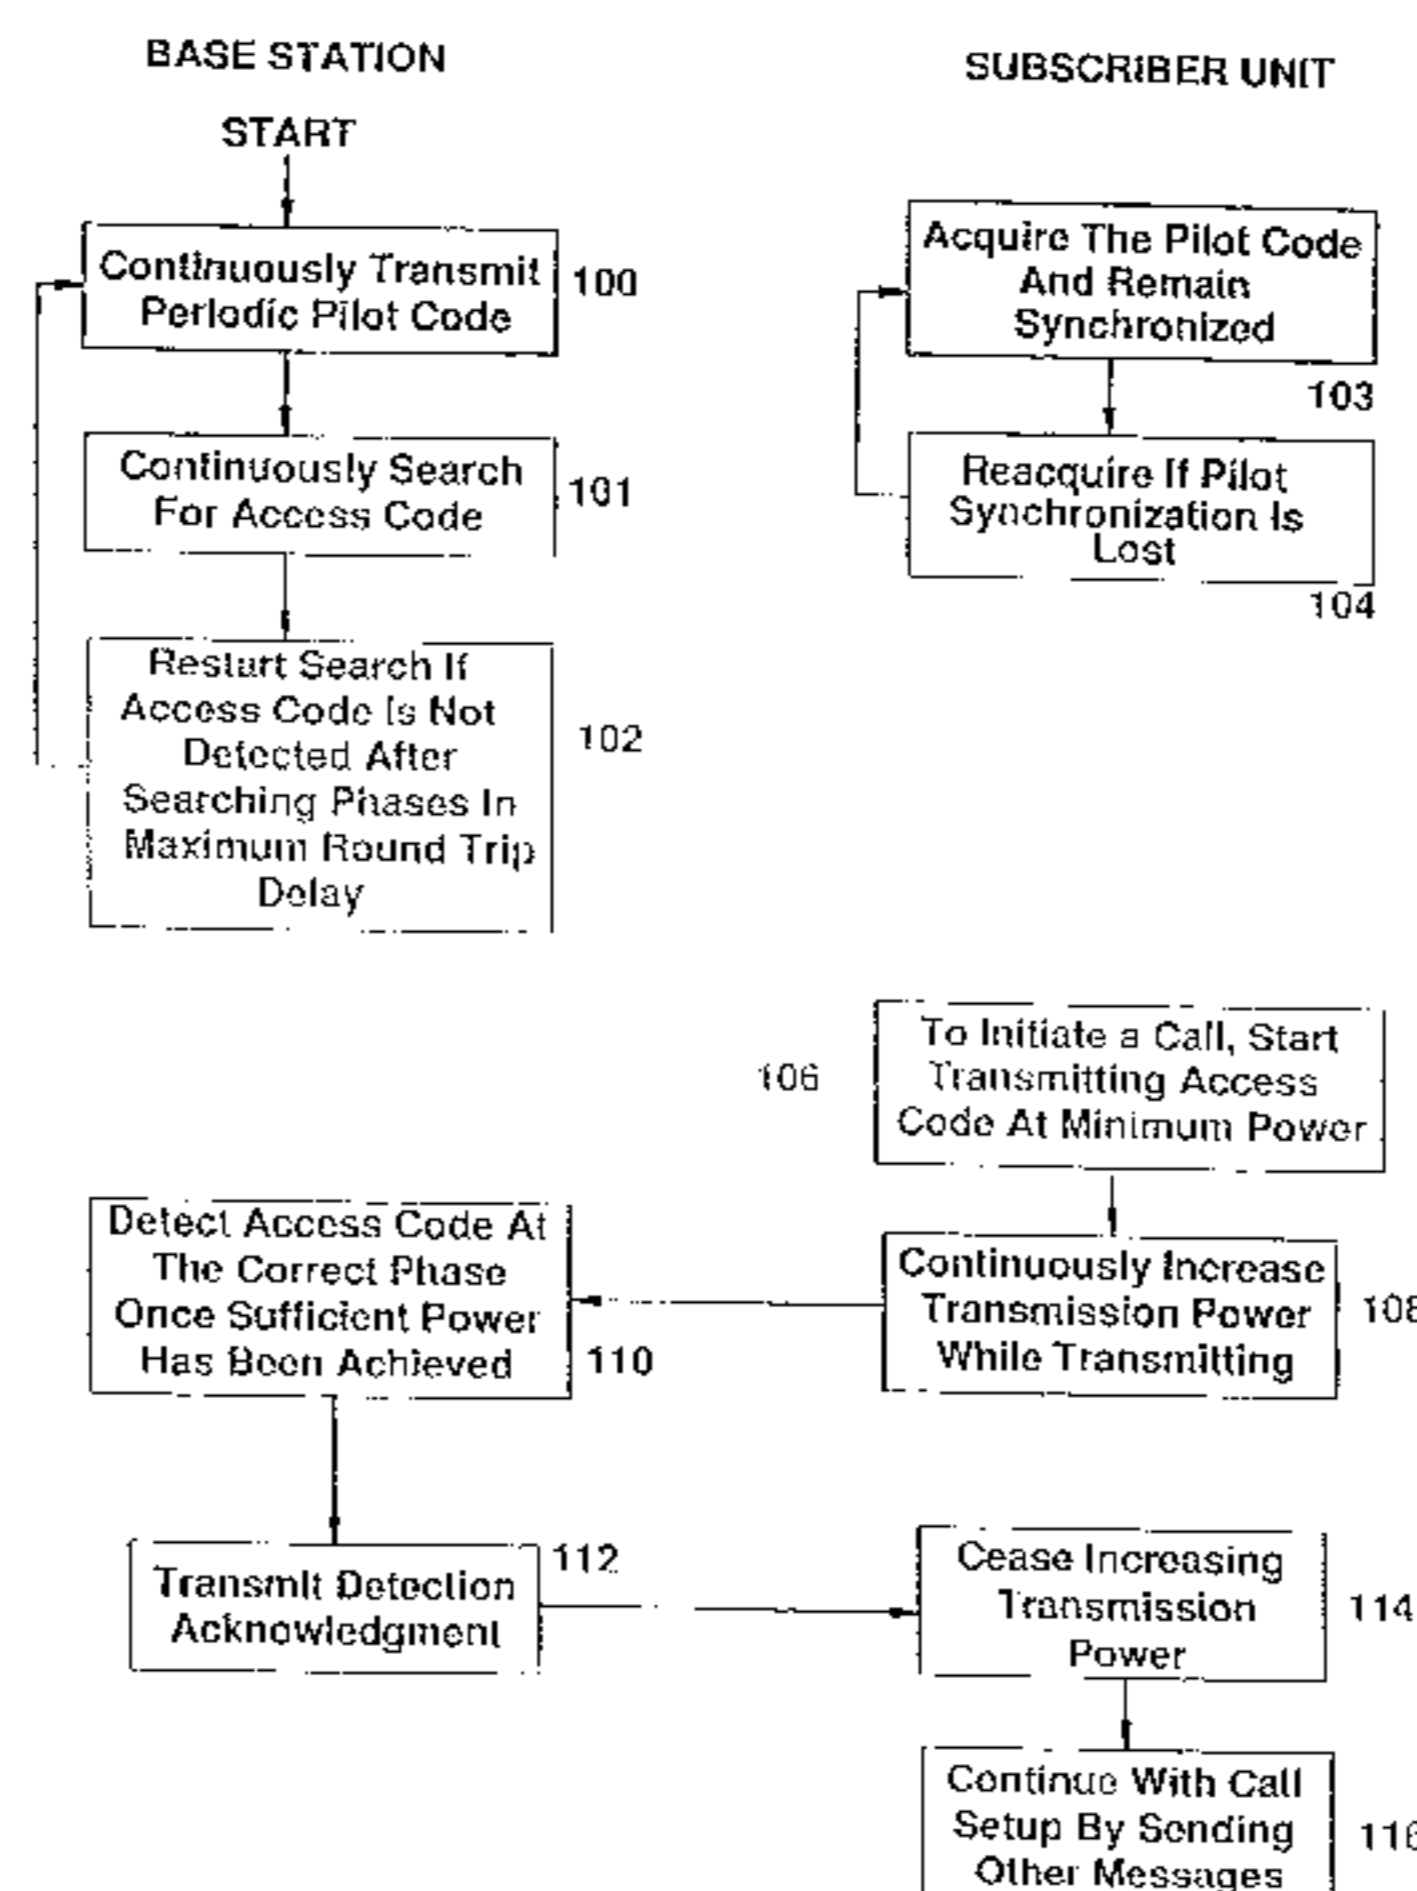 BASE STATION
SUBSCRIBER UNIT
START
Continuously Transmit
Periodic Pilot Code
100
Acquire The Pilot Code
And Remain
Synchronized
103
Continuously Search
For Access Code
101
Reacquire If Pilot
Synchronization Is
Lost
104
Restart Search If
Access Code Is Not
Detected After
Searching Phases In
Maximum Round Trip
Delay
102
106
To Initiate a Call, Start
Transmitting Access
Code At Minimum Power
Detect Access Code At
The Correct Phase
Once Sufficient Power
Has Been Achieved
110
Continuously Increase
Transmission Power
While Transmitting
108
Transmit Detection
Acknowledgment
112
Cease Increasing
Transmission
Power
114
Continue With Call
Setup By Sending
Other Messages
116